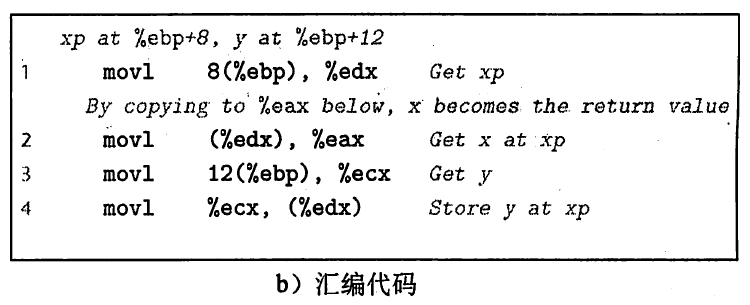 xp at %ebp+8, y at %ebp+12
1 movl 8(%ebp), %edx Get xp
By copying to %eax below, x becomes the return value
2 movl (%edx), %eax Get x at xp
3 movl 12(%ebp), %ecx Get y
4 movl %ecx, (%edx) Store y at xp
b）汇编代码